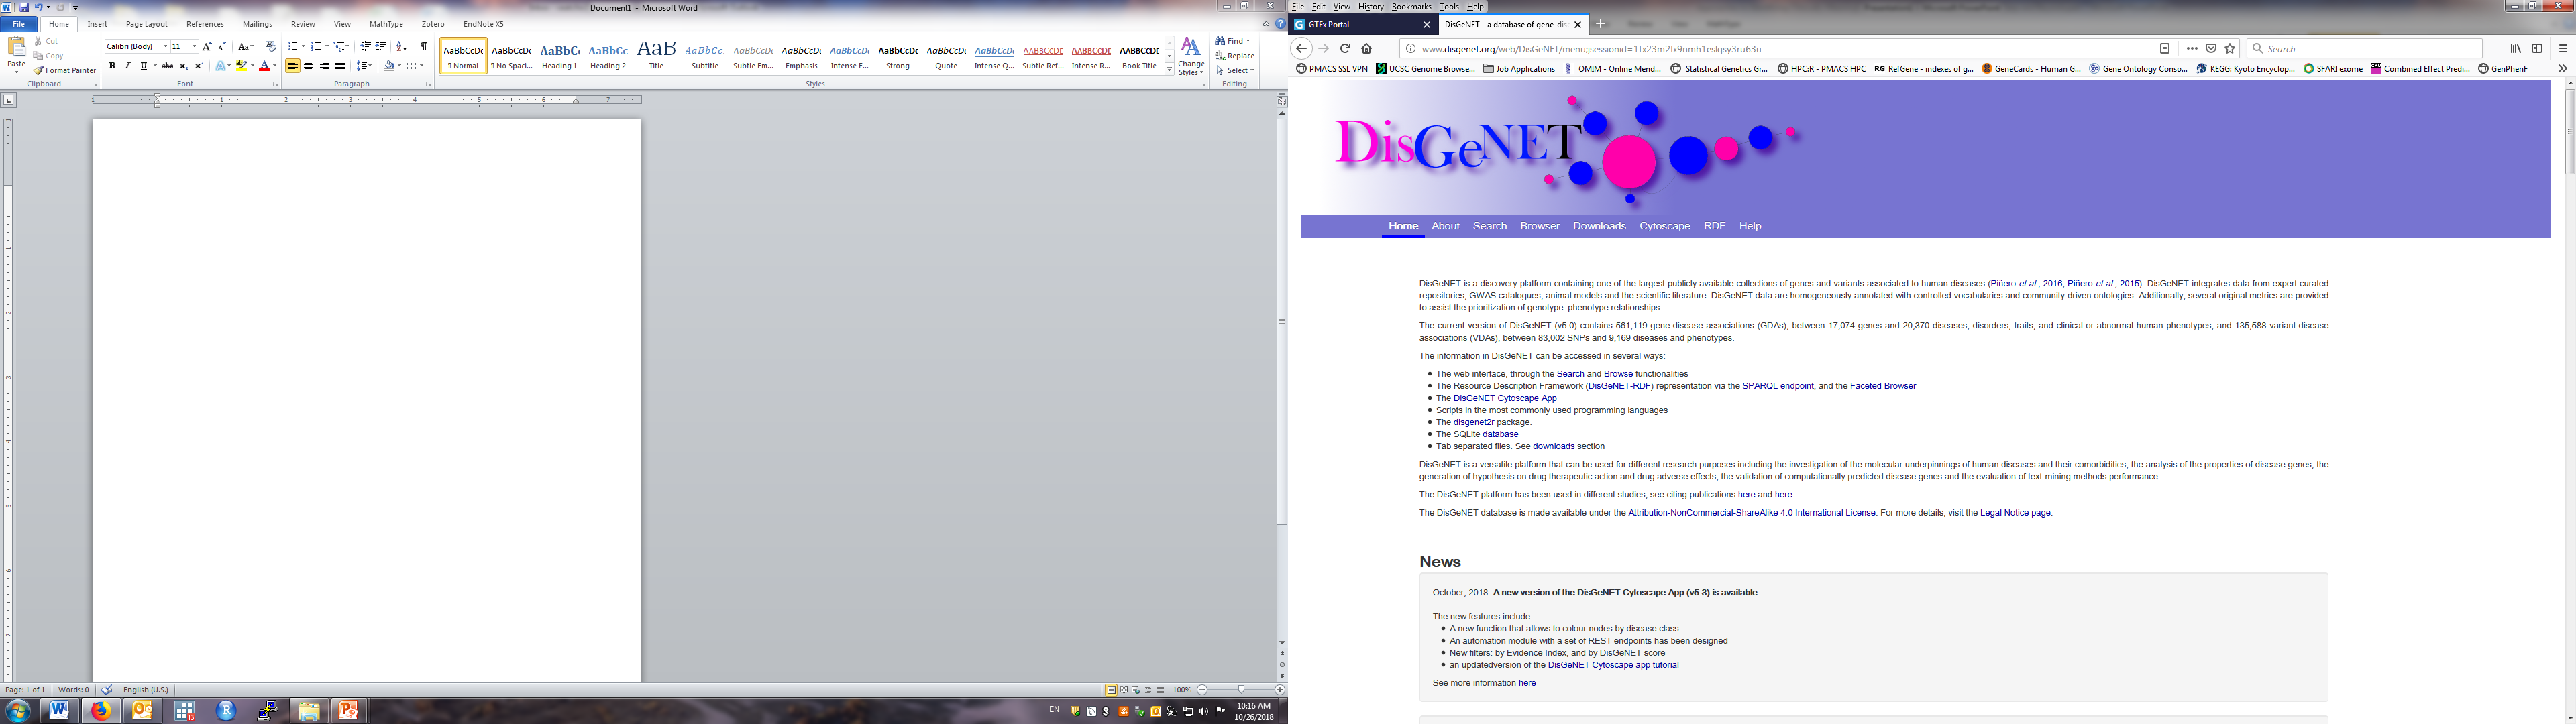 Document1 - Microsoft Word
File Home Insert Page Layout References Mailings Review View MathType Zotero EndNote X5
Paste
Cut
Copy
Format Painter
Clipboard
Calibri (Body) 11
Font
Paragraph
AaBbCcDc AaBbCcDc AaBbC AaBbCc AaB AaBbCc. AaBbCcDc AaBbCcDc AaBbCcDc AaBbCcDc AaBbCcDc AaBbCcDc AABBCCDD AABBCCDD AABBCCDD
¶ Normal ¶ No Spaci... Heading 1 Heading 2 Title Subtitle Subtle Em... Emphasis Intense E... Strong Quote Intense Q... Subtle Ref... Intense R... Book Title
Styles
Change
Styles
Find
Replace
Select
Editing
Page: 1 of 1 Words: 0 English (U.S.)
100%
EN
10:16 AM
10/26/2018
File Edit View History Bookmarks Tools Help
GTEx Portal
DisGeNET - a database of gene-dise
www.disgenet.org/web/DisGeNET/menu;jsessionid=1tx23m2fx9nmh1eslqsy3ru63u
Search
PMACS SSL VPN UCSC Genome Browse... Job Applications OMIM - Online Mend... Statistical Genetics Gr... HPC:R - PMACS HPC RG RefGene - indexes of g... GeneCards - Human G... Gene Ontology Conso... KEGG: Kyoto Encyclop... SFARI exome Combined Effect Predi... GenPhenF
DisGeNET
Home About Search Browser Downloads Cytoscape RDF Help
DisGeNET is a discovery platform containing one of the largest publicly available collections of genes and variants associated to human diseases (Piñero et al., 2016; Piñero et al., 2015). DisGeNET integrates data from expert curated
repositories, GWAS catalogues, animal models and the scientific literature. DisGeNET data are homogeneously annotated with controlled vocabularies and community-driven ontologies. Additionally, several original metrics are provided
to assist the prioritization of genotype–phenotype relationships.
The current version of DisGeNET (v5.0) contains 561,119 gene-disease associations (GDAs), between 17,074 genes and 20,370 diseases, disorders, traits, and clinical or abnormal human phenotypes, and 135,588 variant-disease
associations (VDAs), between 83,002 SNPs and 9,169 diseases and phenotypes.
The information in DisGeNET can be accessed in several ways:
• The web interface, through the Search and Browse functionalities
• The Resource Description Framework (DisGeNET-RDF) representation via the SPARQL endpoint, and the Faceted Browser
• The DisGeNET Cytoscape App
• Scripts in the most commonly used programming languages
• The disgenet2r package.
• The SQLite database
• Tab separated files. See downloads section
DisGeNET is a versatile platform that can be used for different research purposes including the investigation of the molecular underpinnings of human diseases and their comorbidities, the analysis of the properties of disease genes, the
generation of hypothesis on drug therapeutic action and drug adverse effects, the validation of computationally predicted disease genes and the evaluation of text-mining methods performance.
The DisGeNET platform has been used in different studies, see citing publications here and here.
The DisGeNET database is made available under the Attribution-NonCommercial-ShareAlike 4.0 International License. For more details, visit the Legal Notice page.
News
October, 2018: A new version of the DisGeNET Cytoscape App (v5.3) is available
The new features include:
• A new function that allows to colour nodes by disease class
• An automation module with a set of REST endpoints has been designed
• New filters: by Evidence Index, and by DisGeNET score
• an updatedversion of the DisGeNET Cytoscape app tutorial
See more information here